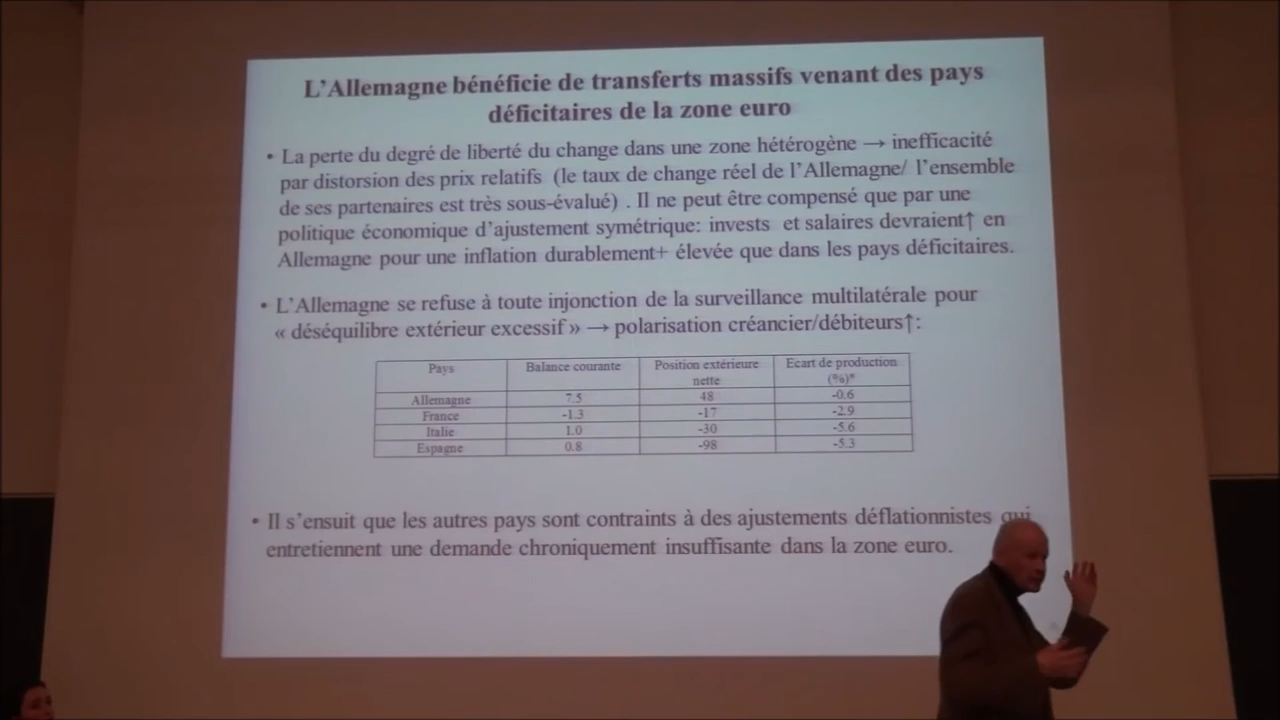 L'Allemagne bénéficie de transferts massifs venant des pays
déficitaires de la zone euro
• La perte du degré de liberté du change dans une zone hétérogène → inefficacité
par distorsion des prix relatifs (le taux de change réel de l'Allemagne/ l'ensemble
de ses partenaires est très sous-évalué) . Il ne peut être compensé que par une
politique économique d'ajustement symétrique: invests et salaires devraient↑ en
Allemagne pour une inflation durablement+ élevée que dans les pays déficitaires.
• L'Allemagne se refuse à toute injonction de la surveillance multilatérale pour
« déséquilibre extérieur excessif » → polarisation créancier/débiteurs↑:
Pays Balance courante Position extérieure Ecart de production
nette (%)*
Allemagne 7.5 48 -0.6
France -1.3 -17 -2.9
Italie 1.0 -30 -5.6
Espagne 0.8 -98 -5.3
• Il s'ensuit que les autres pays sont contraints à des ajustements déflationnistes qui
entretiennent une demande chroniquement insuffisante dans la zone euro.